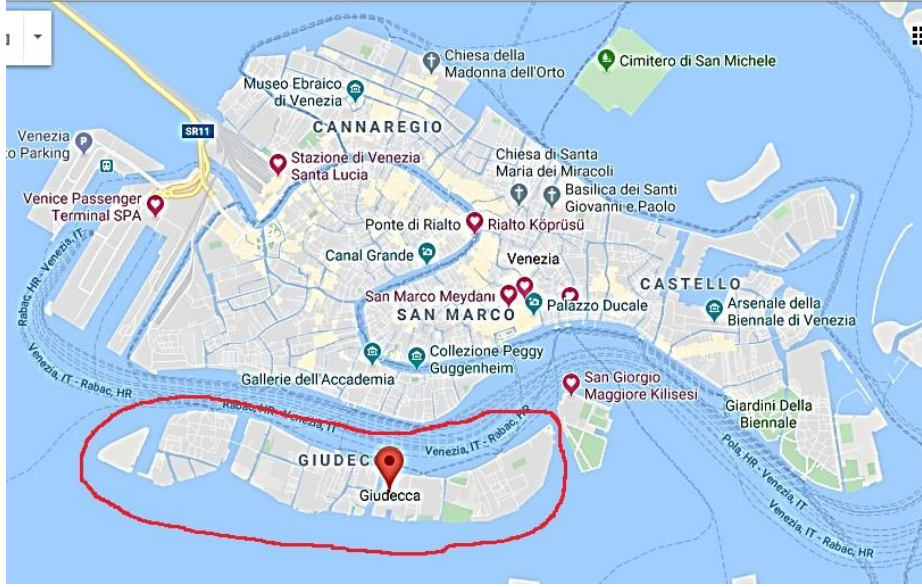 Chiesa della
Madonna dell'Orto
Cimitero di San Michele
Museo Ebraico
di Venezia
CANNAREGIO
SR11
Venezia
o Parking
Stazione di Venezia
Santa Lucia
Chiesa di Santa
Maria dei Miracoli
Basilica dei Santi
Giovanni e Paolo
Venice Passenger
Terminal SPA
Ponte di Rialto
Rialto Köprüsü
Canal Grande
Venezia
CASTELLO
San Marco Meydanı
Palazzo Ducale
SAN MARCO
Arsenale della
Biennale di Venezia
Rabac, HR - Venezia, IT
Collezione Peggy
Guggenheim
Gallerie dell'Accademia
Venezia, IT - Rabac, HR
San Giorgio
Maggiore Kilisesi
Giardini Della
Biennale
Rabac, HR - Venezia, IT
Venezia, IT - Rabac, HR
Pola, HR - Venezia, IT
GIUDEC
Giudecca